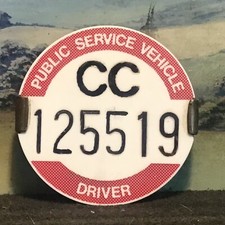 PUBLIC SERVICE VEHICLE
CC
125519
DRIVER